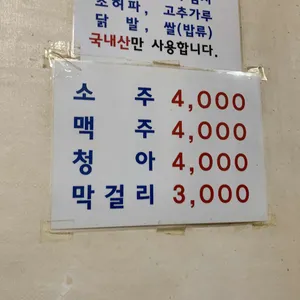 조허파, 고추가루
닭 발, 쌀(밥류)
국내산만 사용합니다.
소 주 4,000
맥 주 4,000
청 아 4,000
막걸리 3,000